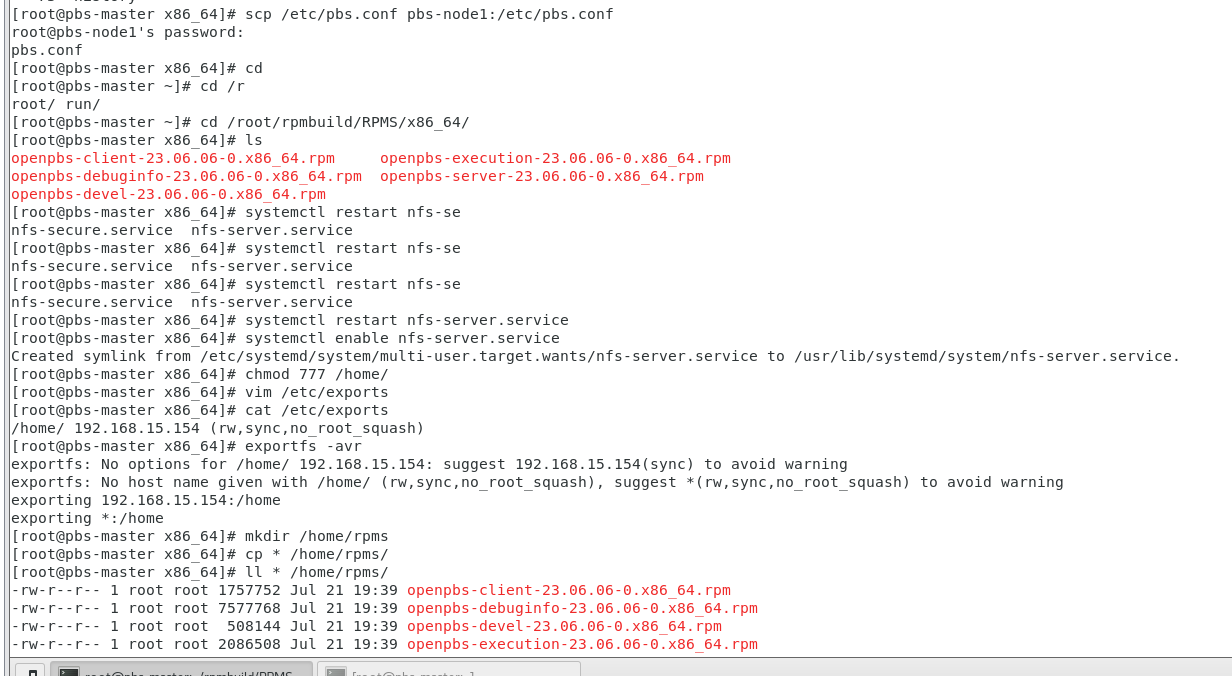 [root@pbs-master x86_64]# scp /etc/pbs.conf pbs-node1:/etc/pbs.conf
root@pbs-node1's password:
pbs.conf
[root@pbs-master x86_64]# cd
[root@pbs-master ~]# cd /r
root/ run/
[root@pbs-master ~]# cd /root/rpmbuild/RPMS/x86_64/
[root@pbs-master x86_64]# ls
openpbs-client-23.06.06-0.x86_64.rpm     openpbs-execution-23.06.06-0.x86_64.rpm
openpbs-debuginfo-23.06.06-0.x86_64.rpm  openpbs-server-23.06.06-0.x86_64.rpm
openpbs-devel-23.06.06-0.x86_64.rpm
[root@pbs-master x86_64]# systemctl restart nfs-se
nfs-secure.service  nfs-server.service
[root@pbs-master x86_64]# systemctl restart nfs-se
nfs-secure.service  nfs-server.service
[root@pbs-master x86_64]# systemctl restart nfs-se
nfs-secure.service  nfs-server.service
[root@pbs-master x86_64]# systemctl restart nfs-server.service
[root@pbs-master x86_64]# systemctl enable nfs-server.service
Created symlink from /etc/systemd/system/multi-user.target.wants/nfs-server.service to /usr/lib/systemd/system/nfs-server.service.
[root@pbs-master x86_64]# chmod 777 /home/
[root@pbs-master x86_64]# vim /etc/exports
[root@pbs-master x86_64]# cat /etc/exports
/home/ 192.168.15.154 (rw,sync,no_root_squash)
[root@pbs-master x86_64]# exportfs -avr
exportfs: No options for /home/ 192.168.15.154: suggest 192.168.15.154(sync) to avoid warning
exportfs: No host name given with /home/ (rw,sync,no_root_squash), suggest *(rw,sync,no_root_squash) to avoid warning
exporting 192.168.15.154:/home
exporting *:/home
[root@pbs-master x86_64]# mkdir /home/rpms
[root@pbs-master x86_64]# cp * /home/rpms/
[root@pbs-master x86_64]# ll * /home/rpms/
-rw-r--r-- 1 root root 1757752 Jul 21 19:39 openpbs-client-23.06.06-0.x86_64.rpm
-rw-r--r-- 1 root root 7577768 Jul 21 19:39 openpbs-debuginfo-23.06.06-0.x86_64.rpm
-rw-r--r-- 1 root root  508144 Jul 21 19:39 openpbs-devel-23.06.06-0.x86_64.rpm
-rw-r--r-- 1 root root 2086508 Jul 21 19:39 openpbs-execution-23.06.06-0.x86_64.rpm